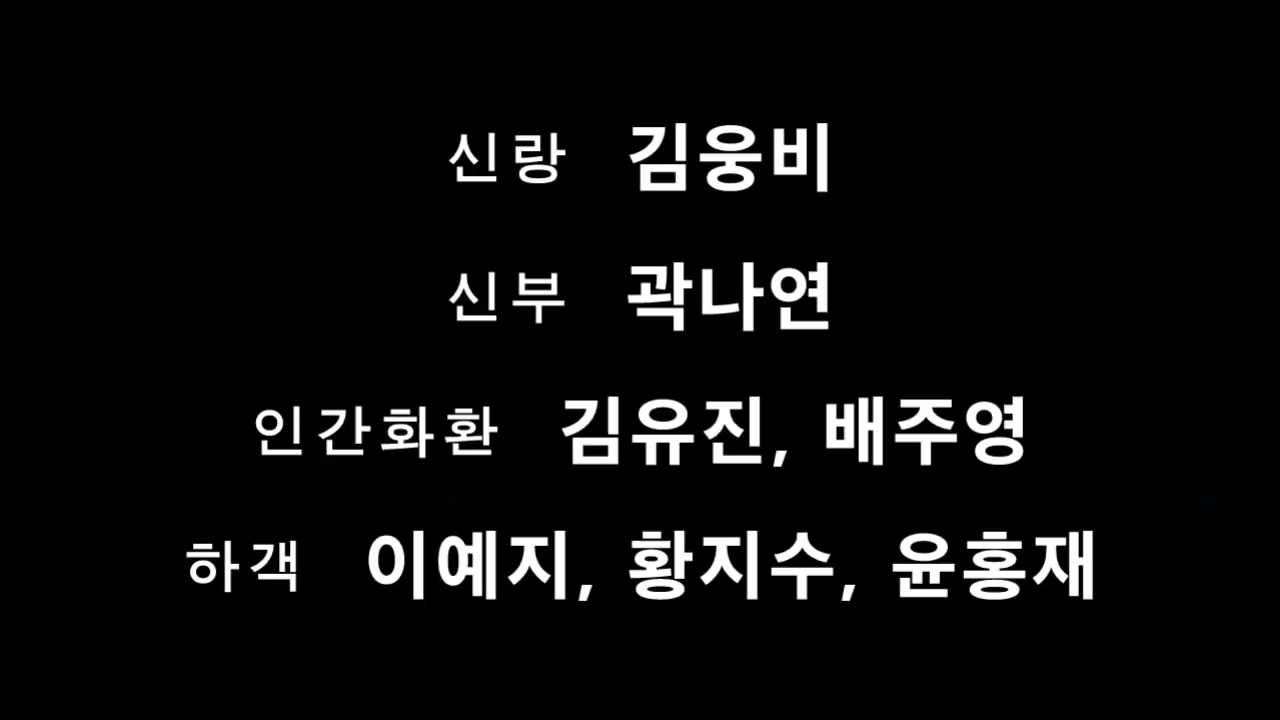 신랑 김웅비
신부 곽나연
인간화환 김유진, 배주영
하객 이예지, 황지수, 윤홍재